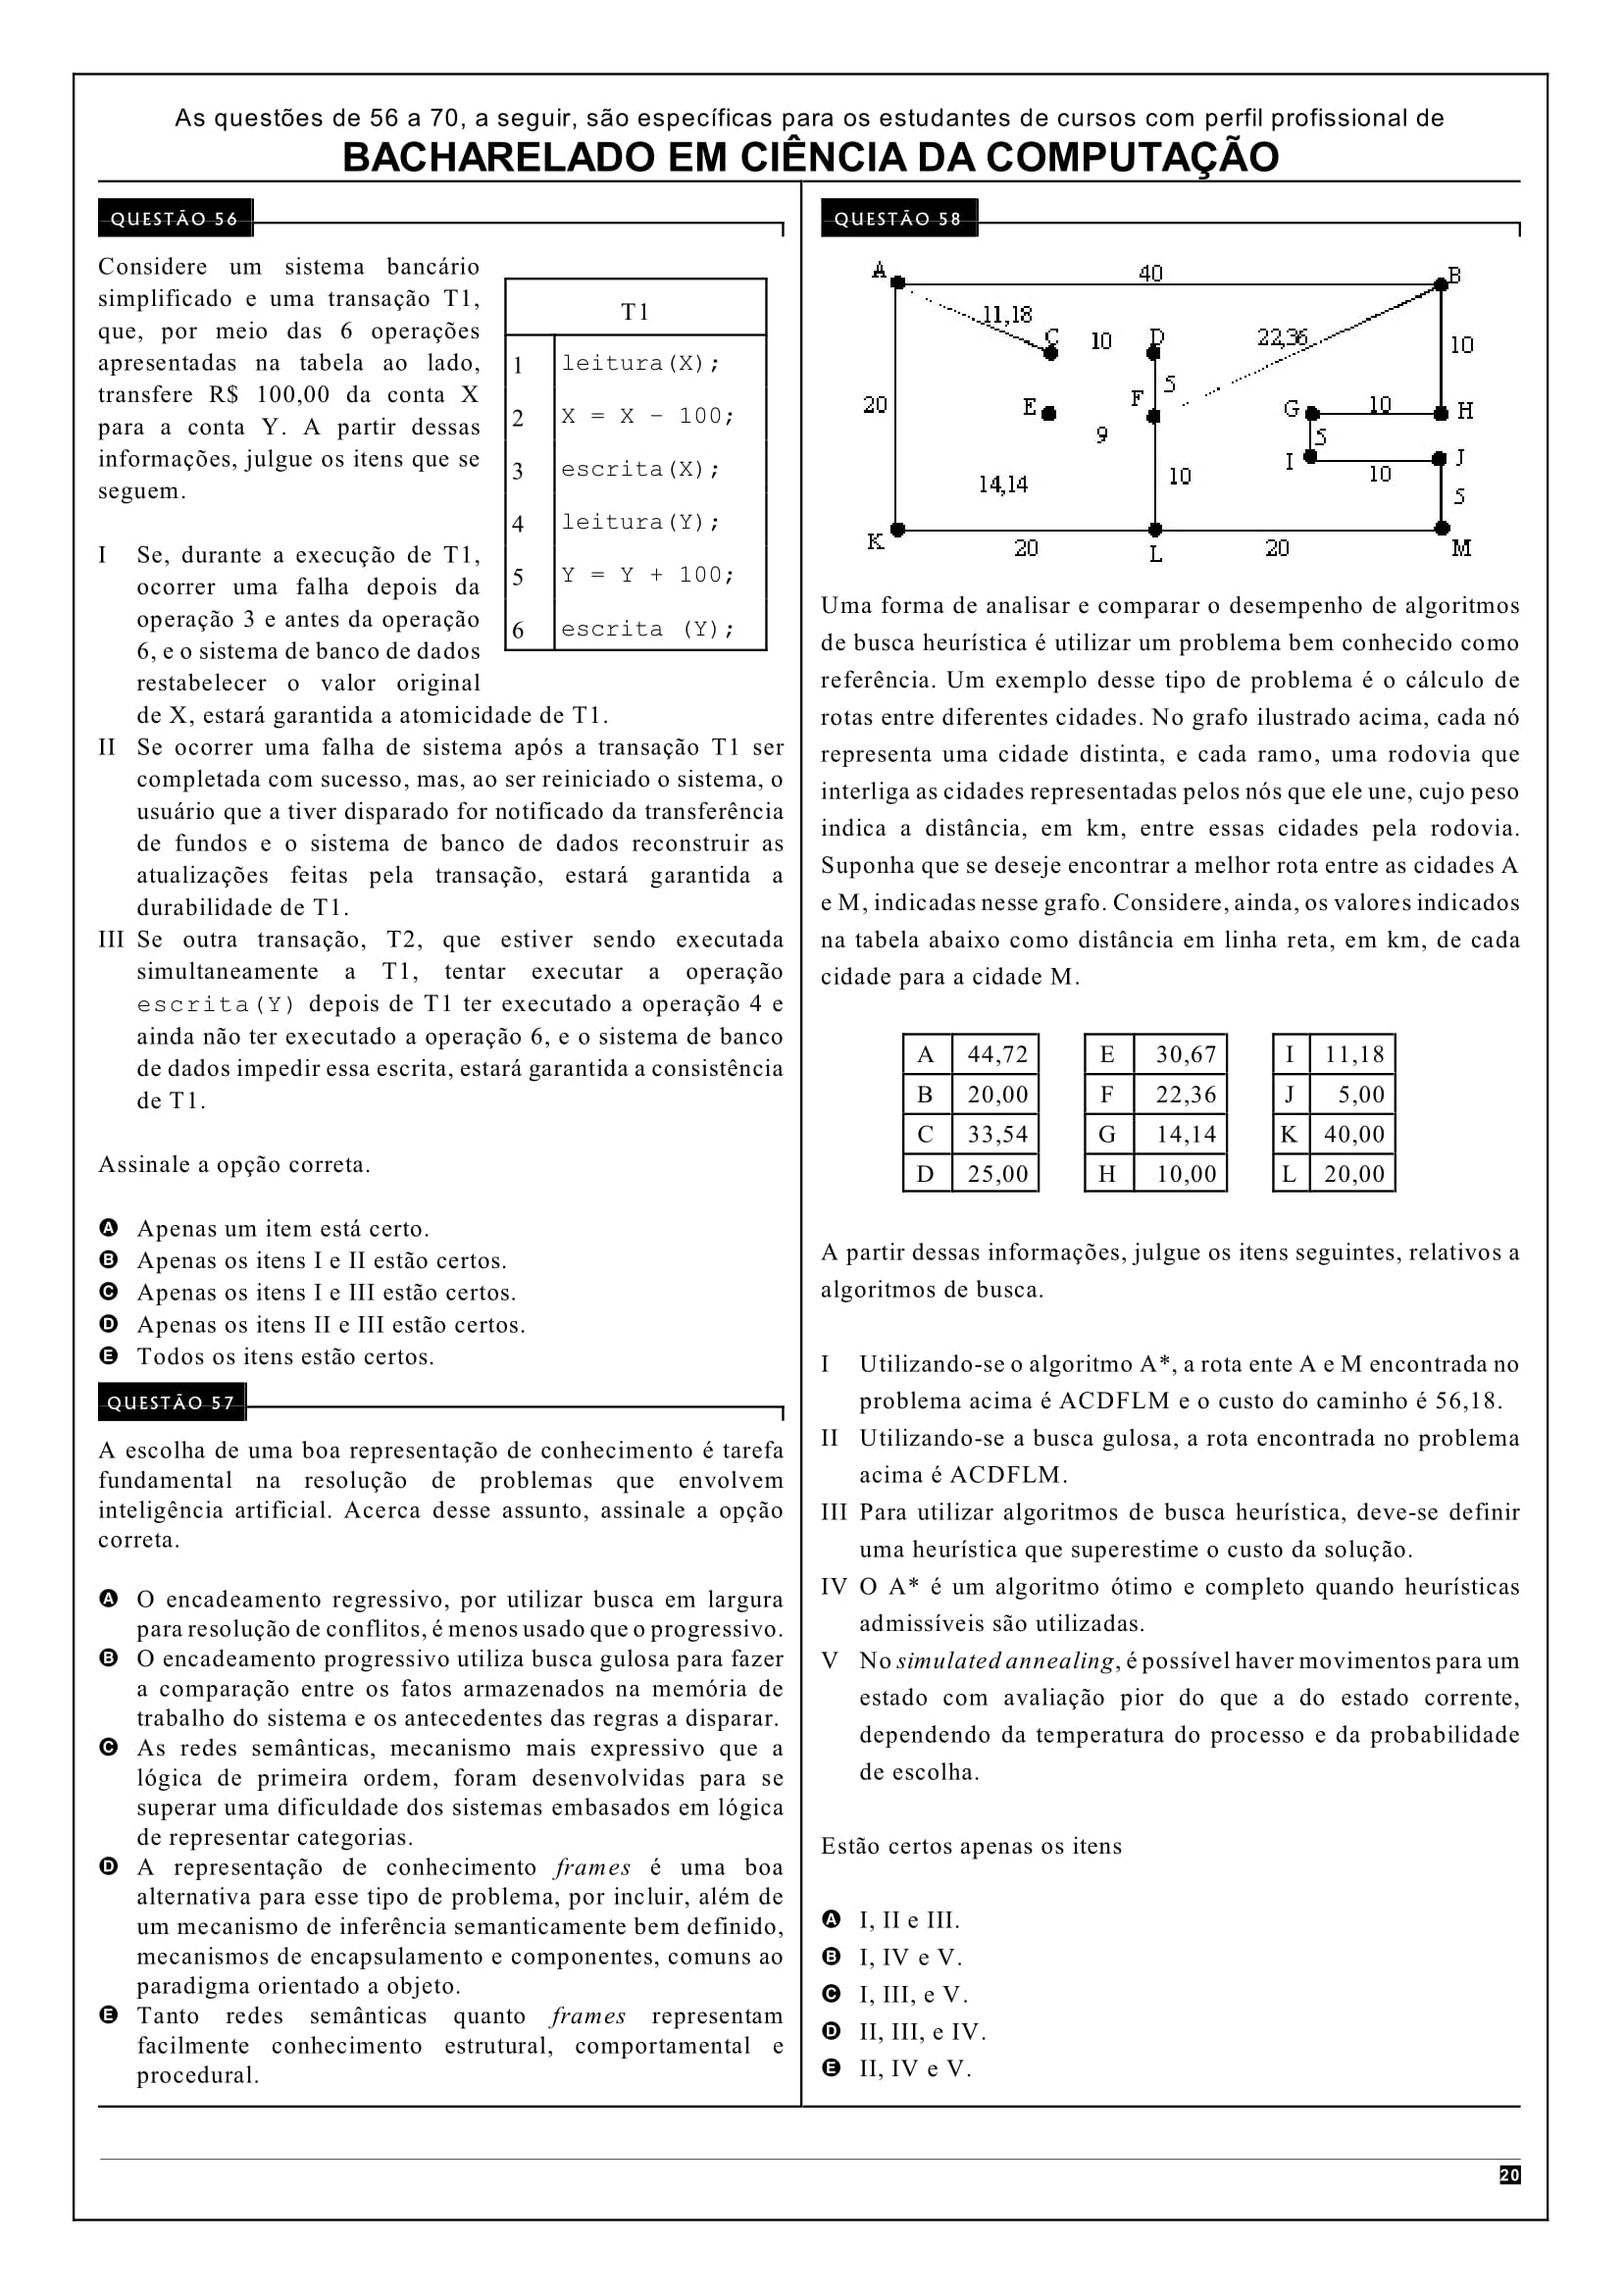 As questões de 56 a 70, a seguir, são específicas para os estudantes de cursos com perfil profissional de
BACHARELADO EM CIÊNCIA DA COMPUTAÇÃO
QUESTÃO 56
Considere um sistema bancário
simplificado e uma transação T1,
que, por meio das 6 operações
apresentadas na tabela ao lado,
transfere R$ 100,00 da conta X
para a conta Y. A partir dessas
informações, julgue os itens que se
seguem.
T1
1 leitura(X);
2 X = X – 100;
3 escrita(X);
4 leitura(Y);
5 Y = Y + 100;
6 escrita (Y);
I Se, durante a execução de T1,
ocorrer uma falha depois da
operação 3 e antes da operação
6, e o sistema de banco de dados
restabelecer o valor original
de X, estará garantida a atomicidade de T1.
II Se ocorrer uma falha de sistema após a transação T1 ser
completada com sucesso, mas, ao ser reiniciado o sistema, o
usuário que a tiver disparado for notificado da transferência
de fundos e o sistema de banco de dados reconstruir as
atualizações feitas pela transação, estará garantida a
durabilidade de T1.
III Se outra transação, T2, que estiver sendo executada
simultaneamente a T1, tentar executar a operação
escrita(Y) depois de T1 ter executado a operação 4 e
ainda não ter executado a operação 6, e o sistema de banco
de dados impedir essa escrita, estará garantida a consistência
de T1.
Assinale a opção correta.
A Apenas um item está certo.
B Apenas os itens I e II estão certos.
C Apenas os itens I e III estão certos.
D Apenas os itens II e III estão certos.
E Todos os itens estão certos.
QUESTÃO 57
A escolha de uma boa representação de conhecimento é tarefa
fundamental na resolução de problemas que envolvem
inteligência artificial. Acerca desse assunto, assinale a opção
correta.
A O encadeamento regressivo, por utilizar busca em largura
para resolução de conflitos, é menos usado que o progressivo.
B O encadeamento progressivo utiliza busca gulosa para fazer
a comparação entre os fatos armazenados na memória de
trabalho do sistema e os antecedentes das regras a disparar.
C As redes semânticas, mecanismo mais expressivo que a
lógica de primeira ordem, foram desenvolvidas para se
superar uma dificuldade dos sistemas embasados em lógica
de representar categorias.
D A representação de conhecimento frames é uma boa
alternativa para esse tipo de problema, por incluir, além de
um mecanismo de inferência semanticamente bem definido,
mecanismos de encapsulamento e componentes, comuns ao
paradigma orientado a objeto.
E Tanto redes semânticas quanto frames representam
facilmente conhecimento estrutural, comportamental e
procedural.
QUESTÃO 58
A 40 B
11,18
C 10 D 22,36 10
5
20 E F G 10 H
9 5
I J
14,14 10 10 5
K 20 L 20 M
Uma forma de analisar e comparar o desempenho de algoritmos
de busca heurística é utilizar um problema bem conhecido como
referência. Um exemplo desse tipo de problema é o cálculo de
rotas entre diferentes cidades. No grafo ilustrado acima, cada nó
representa uma cidade distinta, e cada ramo, uma rodovia que
interliga as cidades representadas pelos nós que ele une, cujo peso
indica a distância, em km, entre essas cidades pela rodovia.
Suponha que se deseje encontrar a melhor rota entre as cidades A
e M, indicadas nesse grafo. Considere, ainda, os valores indicados
na tabela abaixo como distância em linha reta, em km, de cada
cidade para a cidade M.
A 44,72 E 30,67 I 11,18
B 20,00 F 22,36 J 5,00
C 33,54 G 14,14 K 40,00
D 25,00 H 10,00 L 20,00
A partir dessas informações, julgue os itens seguintes, relativos a
algoritmos de busca.
I Utilizando-se o algoritmo A*, a rota ente A e M encontrada no
problema acima é ACDFLM e o custo do caminho é 56,18.
II Utilizando-se a busca gulosa, a rota encontrada no problema
acima é ACDFLM.
III Para utilizar algoritmos de busca heurística, deve-se definir
uma heurística que superestime o custo da solução.
IV O A* é um algoritmo ótimo e completo quando heurísticas
admissíveis são utilizadas.
V No simulated annealing, é possível haver movimentos para um
estado com avaliação pior do que a do estado corrente,
dependendo da temperatura do processo e da probabilidade
de escolha.
Estão certos apenas os itens
A I, II e III.
B I, IV e V.
C I, III, e V.
D II, III, e IV.
E II, IV e V.
20